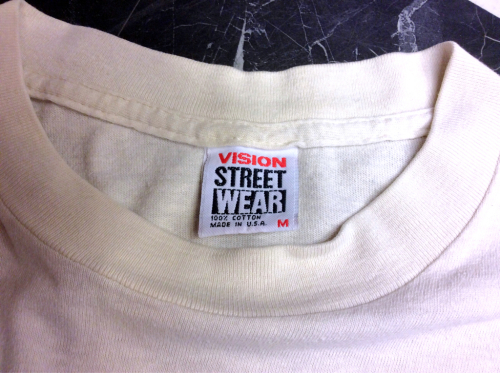 VISION
STREET
WEAR
100% COTTON
MADE IN U.S.A. M